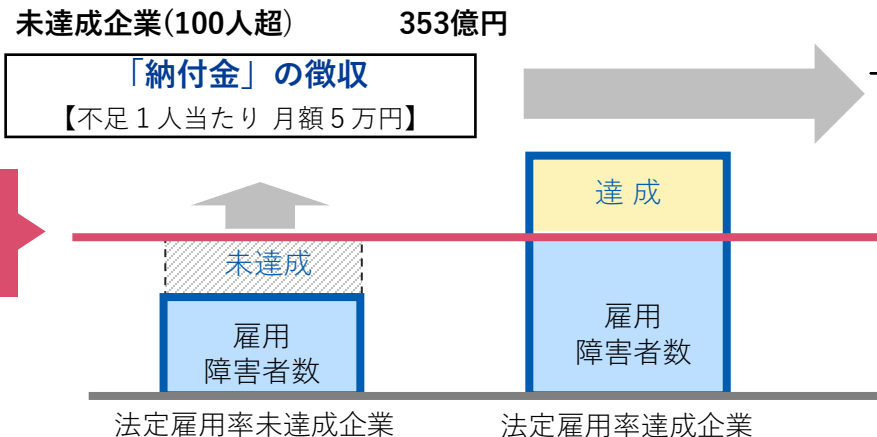 未達成企業(100人超) 353億円
「納付金」の徴収
【不足１人当たり 月額５万円】
達 成
未達成
雇用
障害者数
雇用
障害者数
法定雇用率未達成企業 法定雇用率達成企業